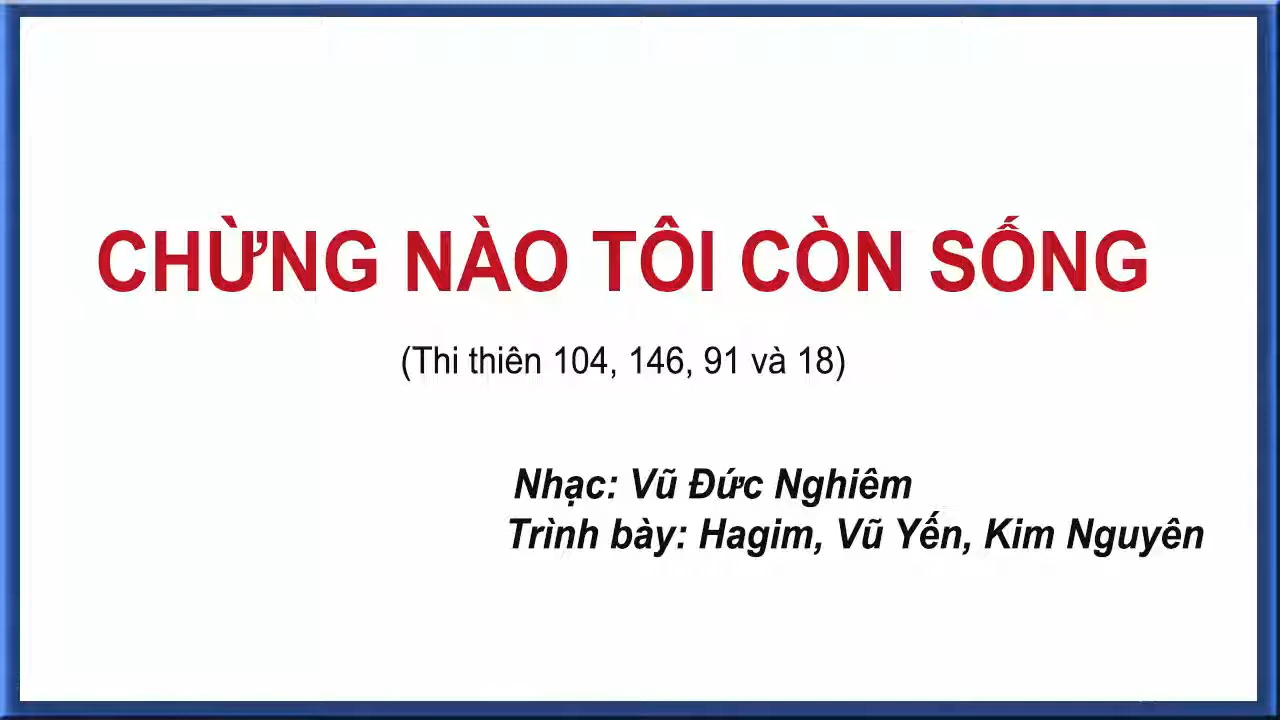 CHỪNG NÀO TÔI CÒN SỐNG
(Thi thiên 104, 146, 91 và 18)
Nhạc: Vũ Đức Nghiêm
Trình bày: Hagim, Vũ Yến, Kim Nguyên